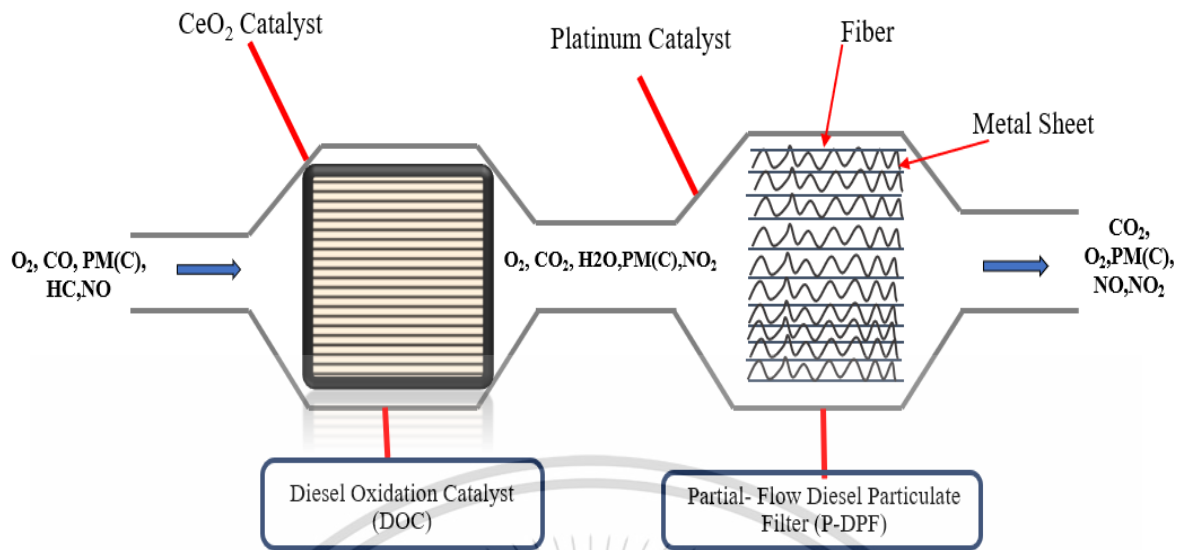 CeO₂ Catalyst
Platinum Catalyst
Fiber
Metal Sheet
O₂, CO, PM(C),
HC,NO
O₂, CO₂, H2O,PM(C),NO₂
CO₂,
O₂,PM(C),
NO,NO₂
Diesel Oxidation Catalyst
(DOC)
Partial- Flow Diesel Particulate
Filter (P-DPF)